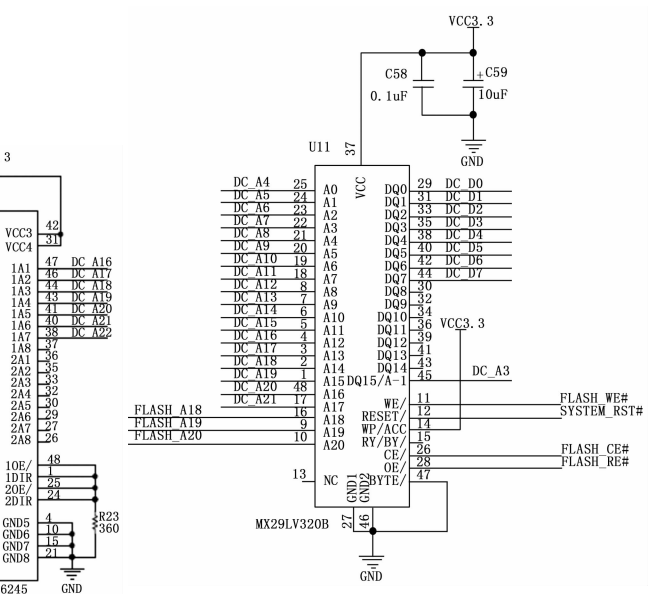 VCC3.3
C58
+C59
0.1uF
10uF
GND
U11
37
VCC
DC_A4 25 A0 DQ0 29 DC_D0
DC_A5 24 A1 DQ1 31 DC_D1
DC_A6 23 A2 DQ2 33 DC_D2
DC_A7 22 A3 DQ3 35 DC_D3
DC_A8 21 A4 DQ4 38 DC_D4
DC_A9 20 A5 DQ5 40 DC_D5
DC_A10 19 A6 DQ6 42 DC_D6
DC_A11 18 A7 DQ7 44 DC_D7
DC_A12 8 A8 DQ8 30
DC_A13 7 A9 DQ9 32
DC_A14 6 A10 DQ10 34
DC_A15 5 A11 DQ11 36 VCC3.3
DC_A16 4 A12 DQ12 39
DC_A17 3 A13 DQ13 41
DC_A18 2 A14 DQ14 43
DC_A19 1 A15 DQ15/A-1 45 DC_A3
DC_A20 48 A16
DC_A21 17 A17 WE/ 11 FLASH_WE#
FLASH_A18 16 A18 RESET/ 12 SYSTEM_RST#
FLASH_A19 9 A19 WP/ACC 14
FLASH_A20 10 A20 RY/BY/ 15
CE/ 26 FLASH_CE#
OE/ 28 FLASH_RE#
13 NC BYTE/ 47
GND1 GND2
27 46
MX29LV320B
GND
3
VCC3 42
VCC4 31
1A1 47 DC_A16
1A2 46 DC_A17
1A3 44 DC_A18
1A4 43 DC_A19
1A5 41 DC_A20
1A6 40 DC_A21
1A7 38 DC_A22
1A8 37
2A1 36
2A2 35
2A3 33
2A4 32
2A5 30
2A6 29
2A7 27
2A8 26
1OE/ 48
1DIR 1
2OE/ 25
2DIR 24
R23
360
GND5 4
GND6 10
GND7 15
GND8 21
6245
GND